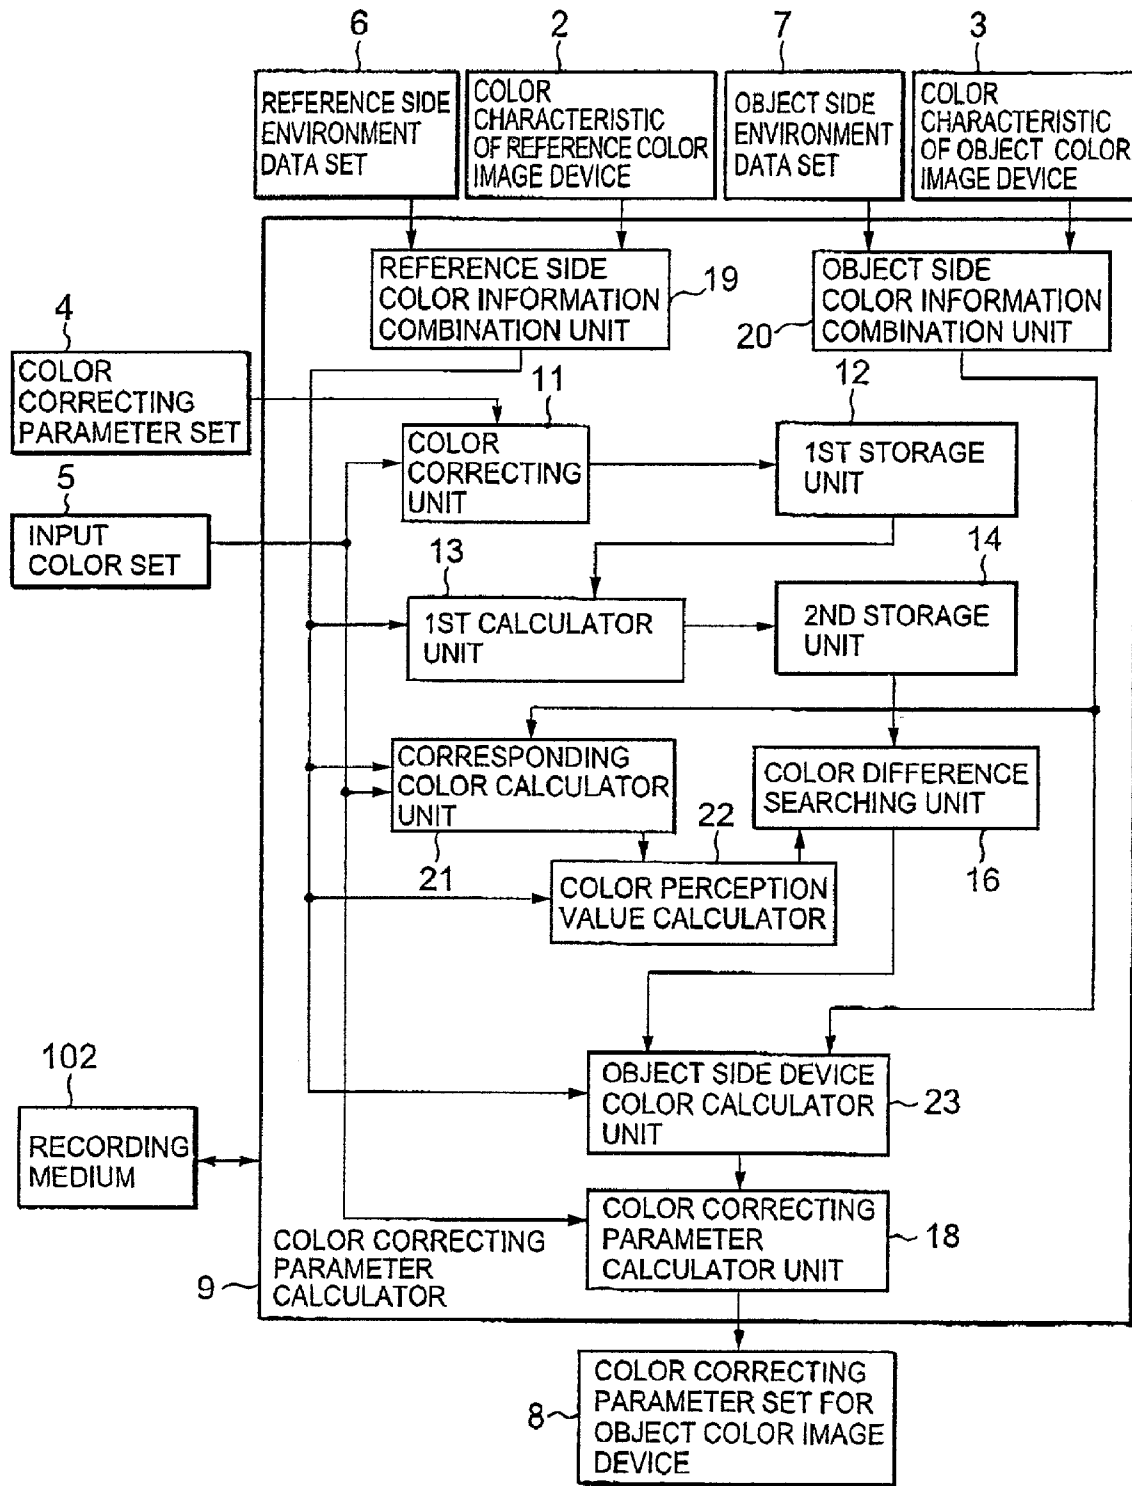 6
2
7
3
REFERENCE SIDE
ENVIRONMENT
DATA SET
COLOR
CHARACTERISTIC
OF REFERENCE COLOR
IMAGE DEVICE
OBJECT SIDE
ENVIRONMENT
DATA SET
COLOR
CHARACTERISTIC
OF OBJECT COLOR
IMAGE DEVICE
REFERENCE SIDE
COLOR INFORMATION
COMBINATION UNIT
19
OBJECT SIDE
COLOR INFORMATION
COMBINATION UNIT
20
4
COLOR
CORRECTING
PARAMETER SET
11
COLOR
CORRECTING
UNIT
12
1ST STORAGE
UNIT
5
INPUT
COLOR SET
13
1ST CALCULATOR
UNIT
14
2ND STORAGE
UNIT
CORRESPONDING
COLOR CALCULATOR
UNIT
21
COLOR DIFFERENCE
SEARCHING UNIT
16
22
COLOR PERCEPTION
VALUE CALCULATOR
102
RECORDING
MEDIUM
OBJECT SIDE DEVICE
COLOR CALCULATOR
UNIT
23
COLOR CORRECTING
PARAMETER
CALCULATOR UNIT
18
COLOR CORRECTING
PARAMETER
CALCULATOR
9
COLOR CORRECTING
PARAMETER SET FOR
OBJECT COLOR IMAGE
DEVICE
8